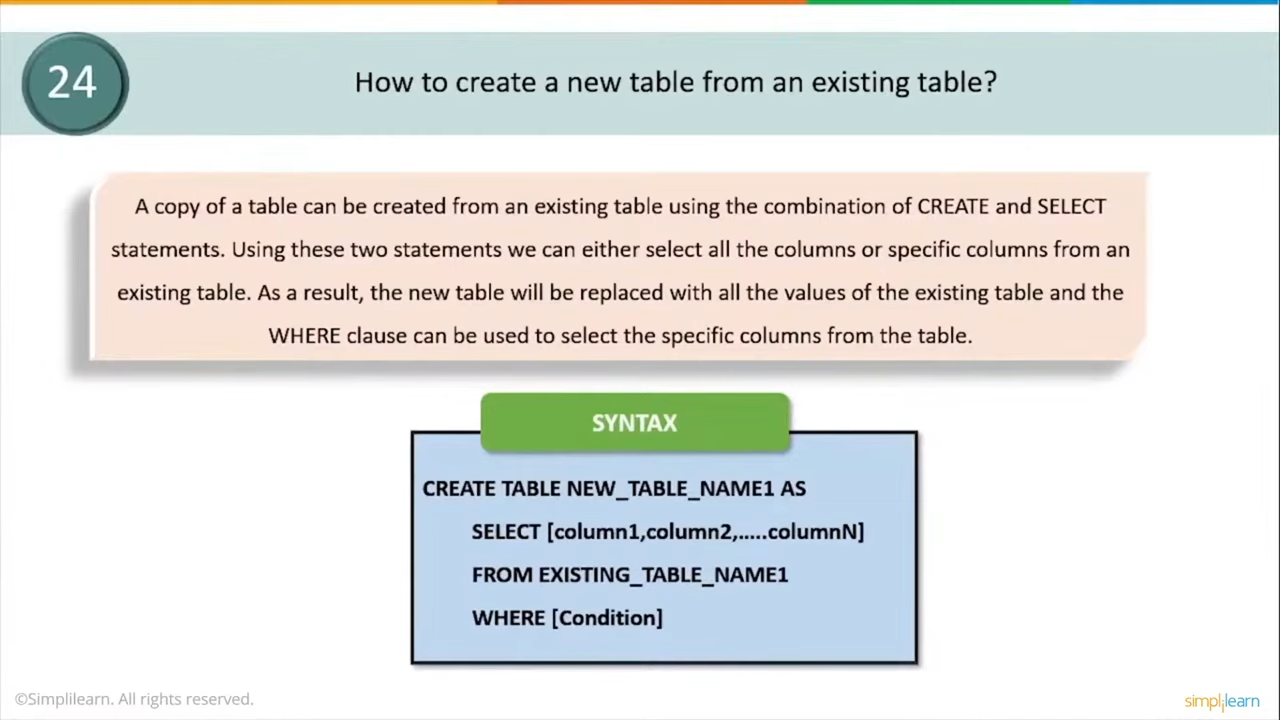 24
How to create a new table from an existing table?
A copy of a table can be created from an existing table using the combination of CREATE and SELECT
statements. Using these two statements we can either select all the columns or specific columns from an
existing table. As a result, the new table will be replaced with all the values of the existing table and the
WHERE clause can be used to select the specific columns from the table.
SYNTAX
CREATE TABLE NEW_TABLE_NAME1 AS
SELECT [column1,column2,.....columnN]
FROM EXISTING_TABLE_NAME1
WHERE [Condition]
©Simplilearn. All rights reserved.
simplilearn